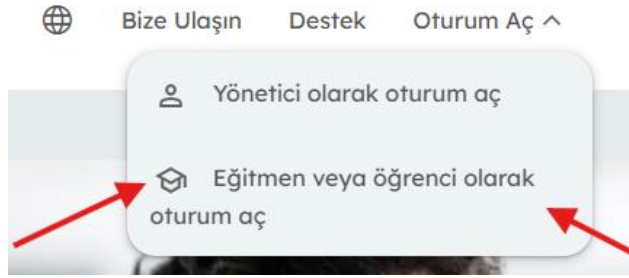 Bize Ulaşın Destek Oturum Aç
Yönetici olarak oturum aç
Eğitmen veya öğrenci olarak
oturum aç